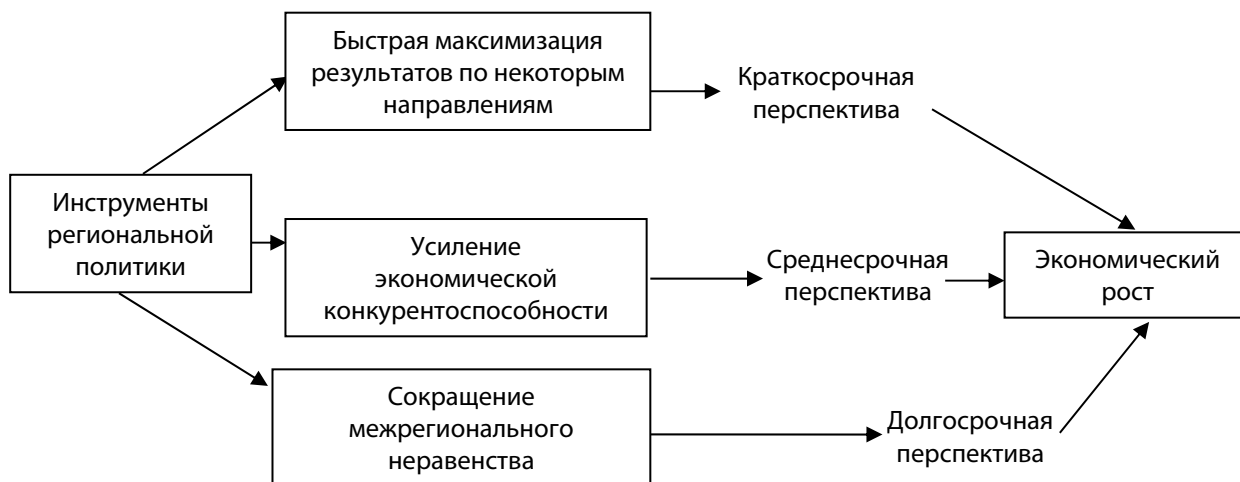 Быстрая максимизация
результатов по некоторым
направлениям
Краткосрочная
перспектива
Инструменты
региональной
политики
Усиление
экономической
конкурентоспособности
Среднесрочная
перспектива
Экономический
рост
Сокращение
межрегионального
неравенства
Долгосрочная
перспектива